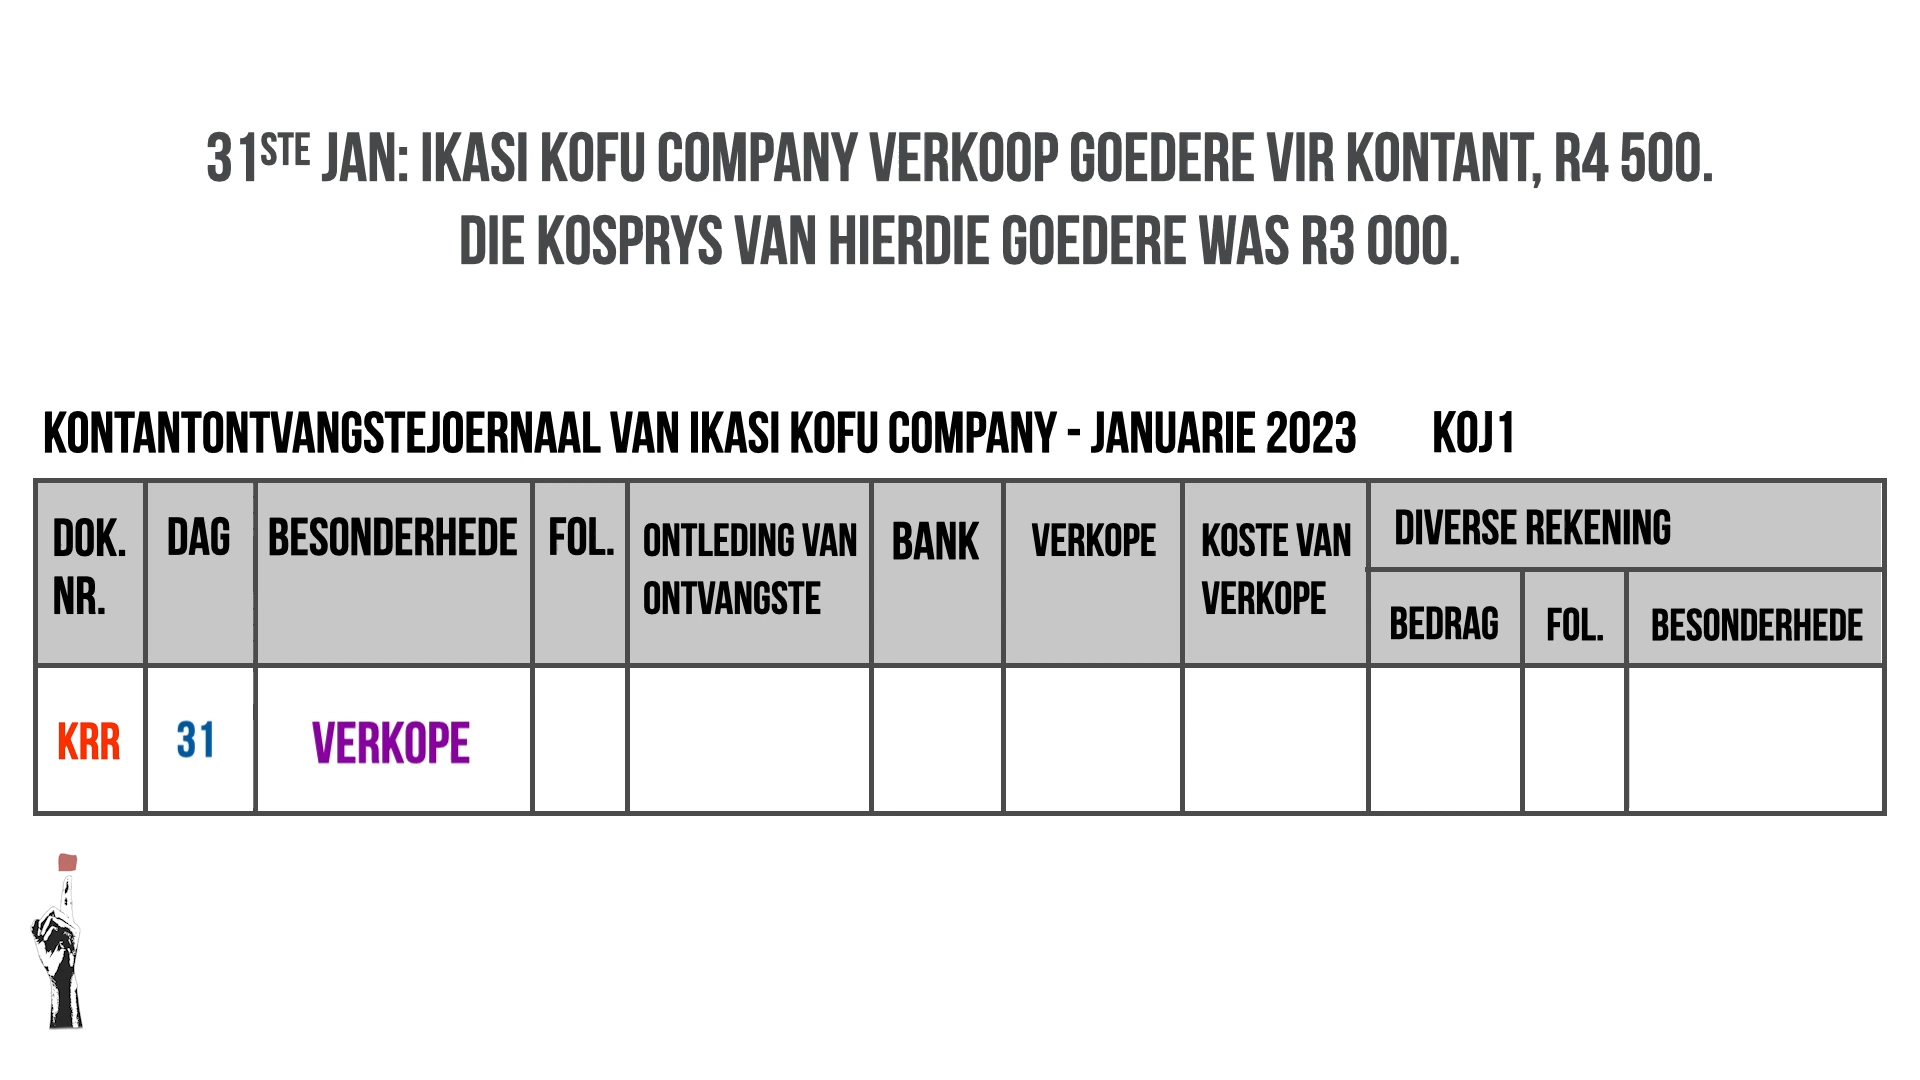 31STE JAN: IKASI KOFU COMPANY VERKOOP GOEDERE VIR KONTANT, R4 500.
DIE KOSPRYS VAN HIERDIE GOEDERE WAS R3 000.
KONTANTONTVANGSTEJOERNAAL VAN IKASI KOFU COMPANY - JANUARIE 2023 KOJ1
DOK. NR.
DAG
BESONDERHEDE
FOL.
ONTLEDING VAN
ONTVANGSTE
BANK
VERKOPE
KOSTE VAN
VERKOPE
DIVERSE REKENING
BEDRAG
FOL.
BESONDERHEDE
KRR
31
VERKOPE